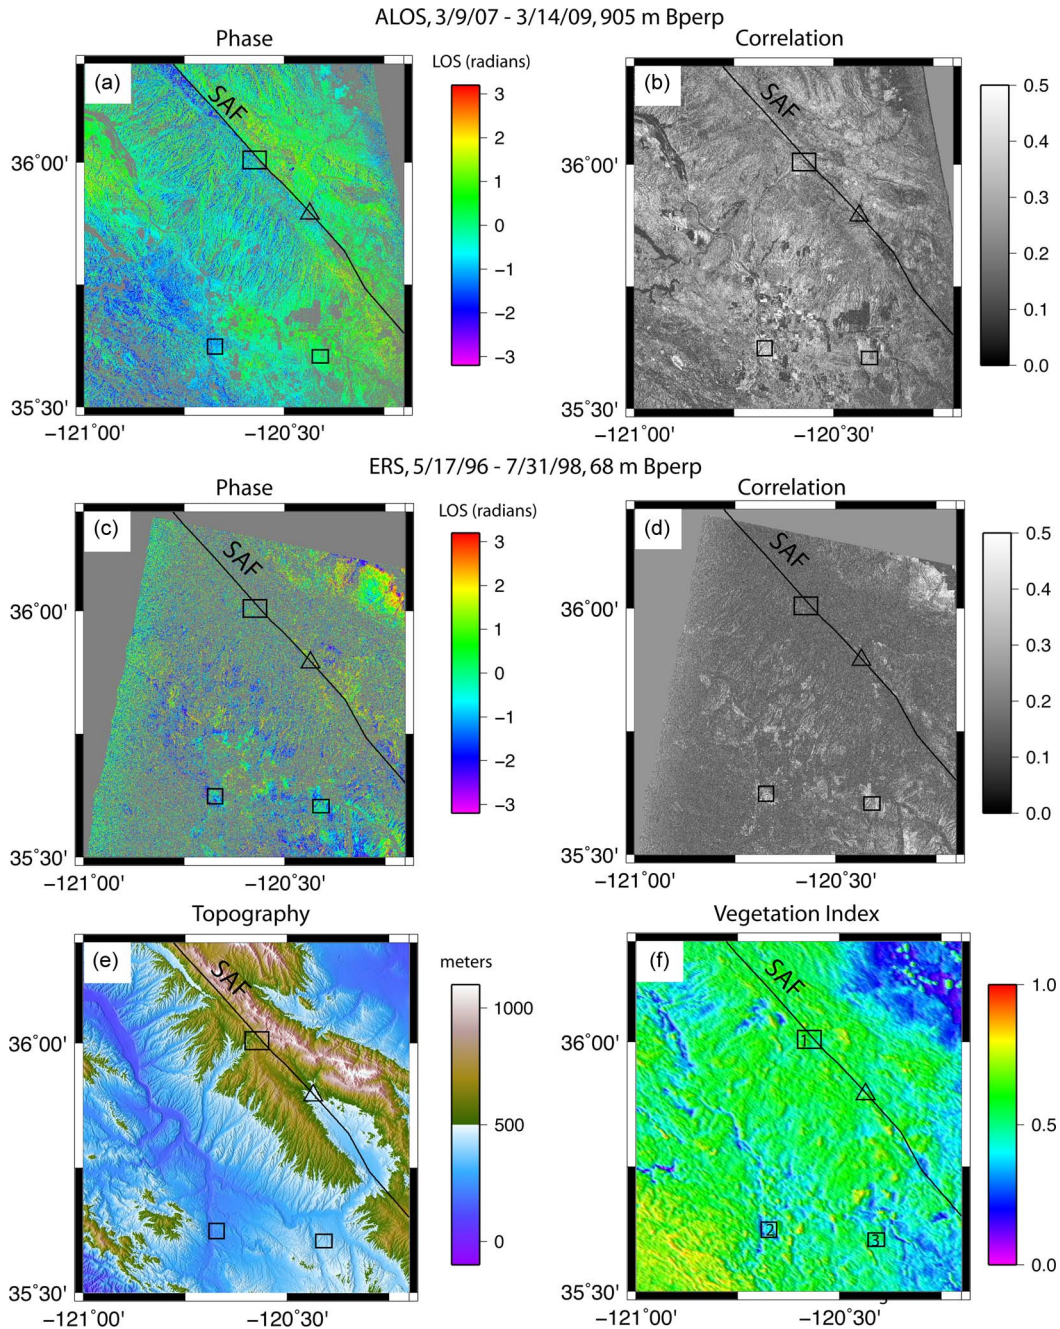 ALOS, 3/9/07 - 3/14/09, 905 m Bperp
Phase
Correlation
(a)
LOS (radians)
(b)
SAF
SAF
3
2
1
0
−1
−2
−3
0.5
0.4
0.3
0.2
0.1
0.0
36°00'
35°30'
−121°00'
−120°30'
−121°00'
−120°30'
ERS, 5/17/96 - 7/31/98, 68 m Bperp
Phase
Correlation
(c)
LOS (radians)
(d)
SAF
SAF
3
2
1
0
−1
−2
−3
0.5
0.4
0.3
0.2
0.1
0.0
36°00'
36°00'
35°30'
35°30'
−121°00'
−120°30'
−121°00'
−120°30'
Topography
Vegetation Index
(e)
meters
(f)
SAF
SAF
1000
500
0
1.0
0.5
0.0
1
2
3
36°00'
36°00'
35°30'
35°30'
−121°00'
−120°30'
−121°00'
−120°30'